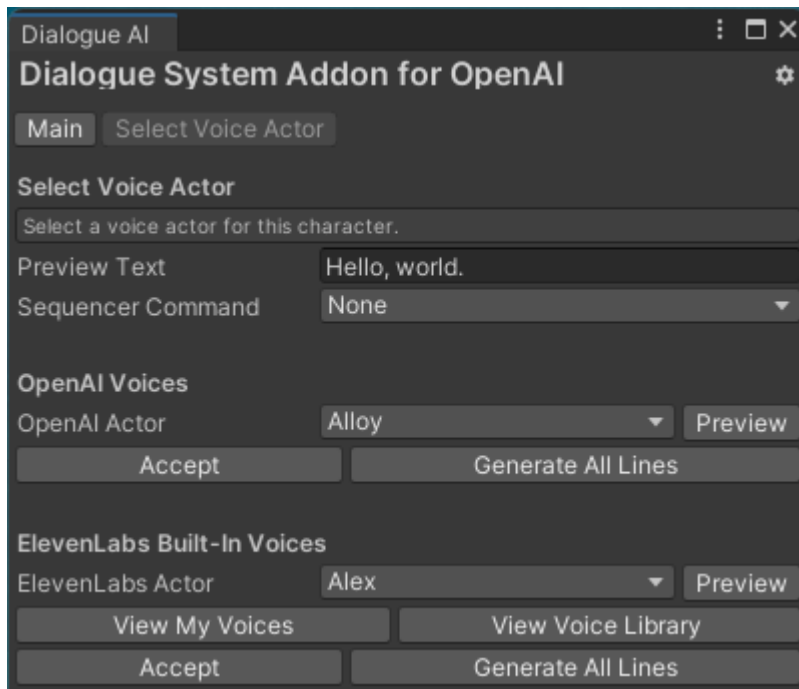 Dialogue AI
Dialogue System Addon for OpenAI
Main Select Voice Actor
Select Voice Actor
Select a voice actor for this character.
Preview Text Hello, world.
Sequencer Command None
OpenAI Voices
OpenAI Actor Alloy Preview
Accept Generate All Lines
ElevenLabs Built-In Voices
ElevenLabs Actor Alex Preview
View My Voices View Voice Library
Accept Generate All Lines